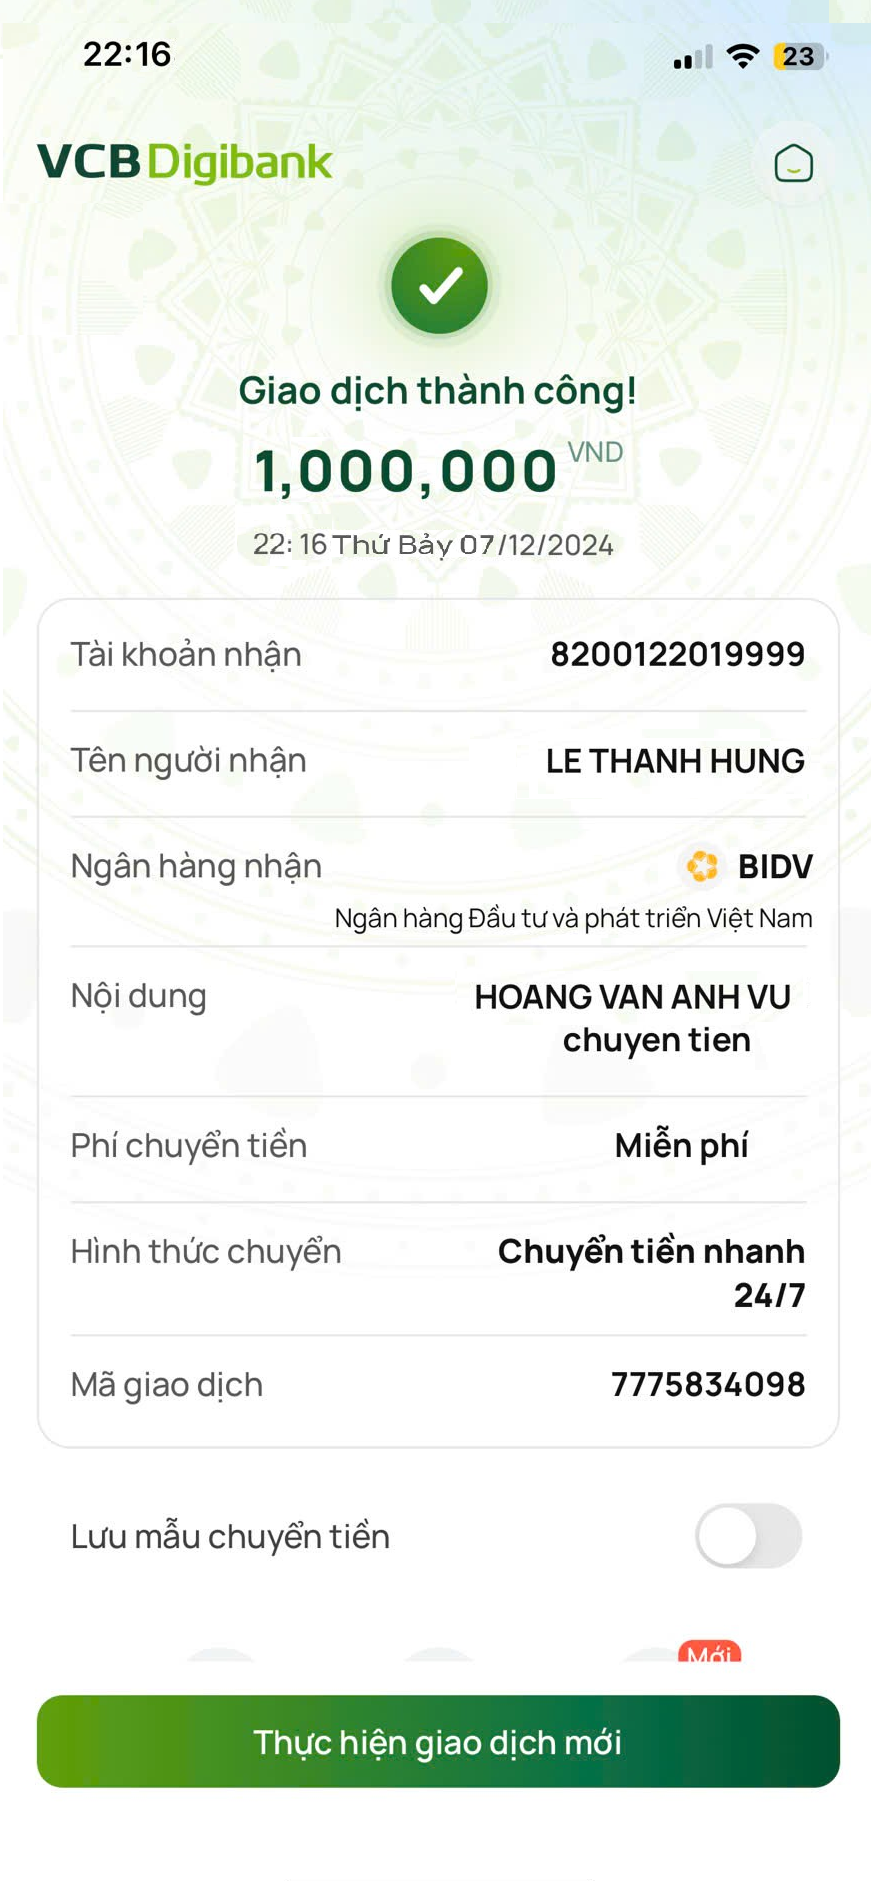 22:16
23
VCB Digibank
Giao dịch thành công!
1,000,000 VND
22: 16 Thứ Bảy 07/12/2024
Tài khoản nhận 8200122019999
Tên người nhận LE THANH HUNG
Ngân hàng nhận BIDV
Ngân hàng Đầu tư và phát triển Việt Nam
Nội dung HOANG VAN ANH VU
chuyen tien
Phí chuyển tiền Miễn phí
Hình thức chuyển Chuyển tiền nhanh
24/7
Mã giao dịch 7775834098
Lưu mẫu chuyển tiền
Mới
Thực hiện giao dịch mới